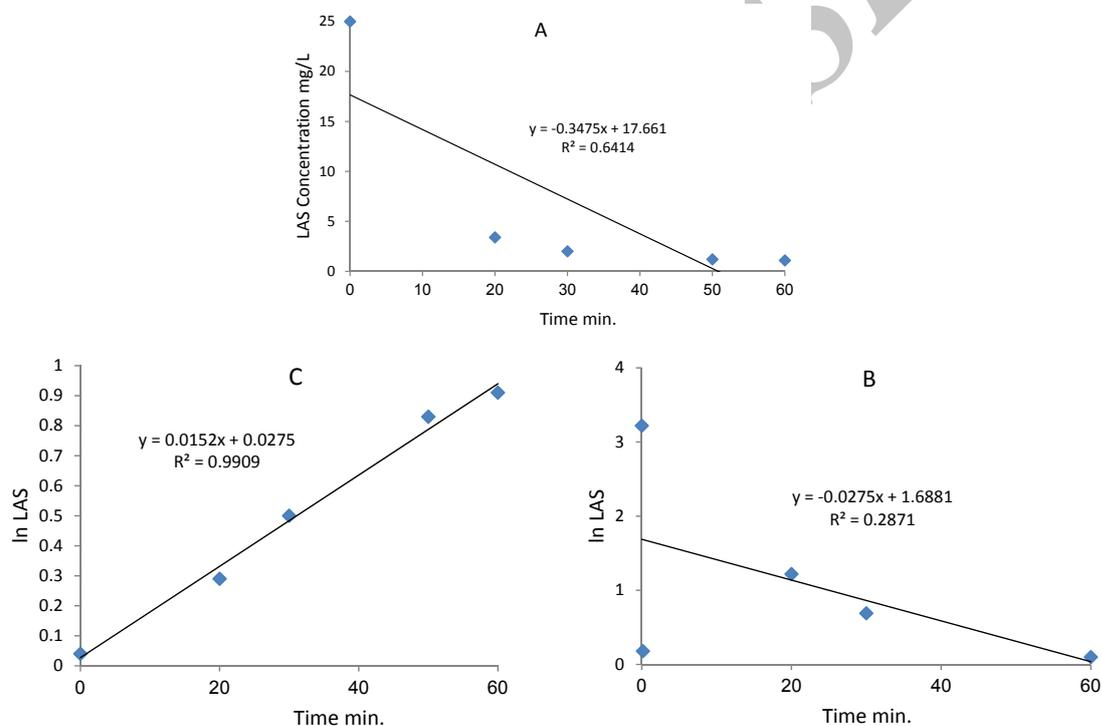 A
25
20
15
10
5
0
LAS Concentration mg/L
y = -0.3475x + 17.661
R² = 0.6414
0 10 20 30 40 50 60
Time min.
C
1
0.9
0.8
0.7
0.6
0.5
0.4
0.3
0.2
0.1
0
ln LAS
y = 0.0152x + 0.0275
R² = 0.9909
0 20 40 60
Time min.
B
4
3
2
1
0
ln LAS
y = -0.0275x + 1.6881
R² = 0.2871
0 20 40 60
Time min.